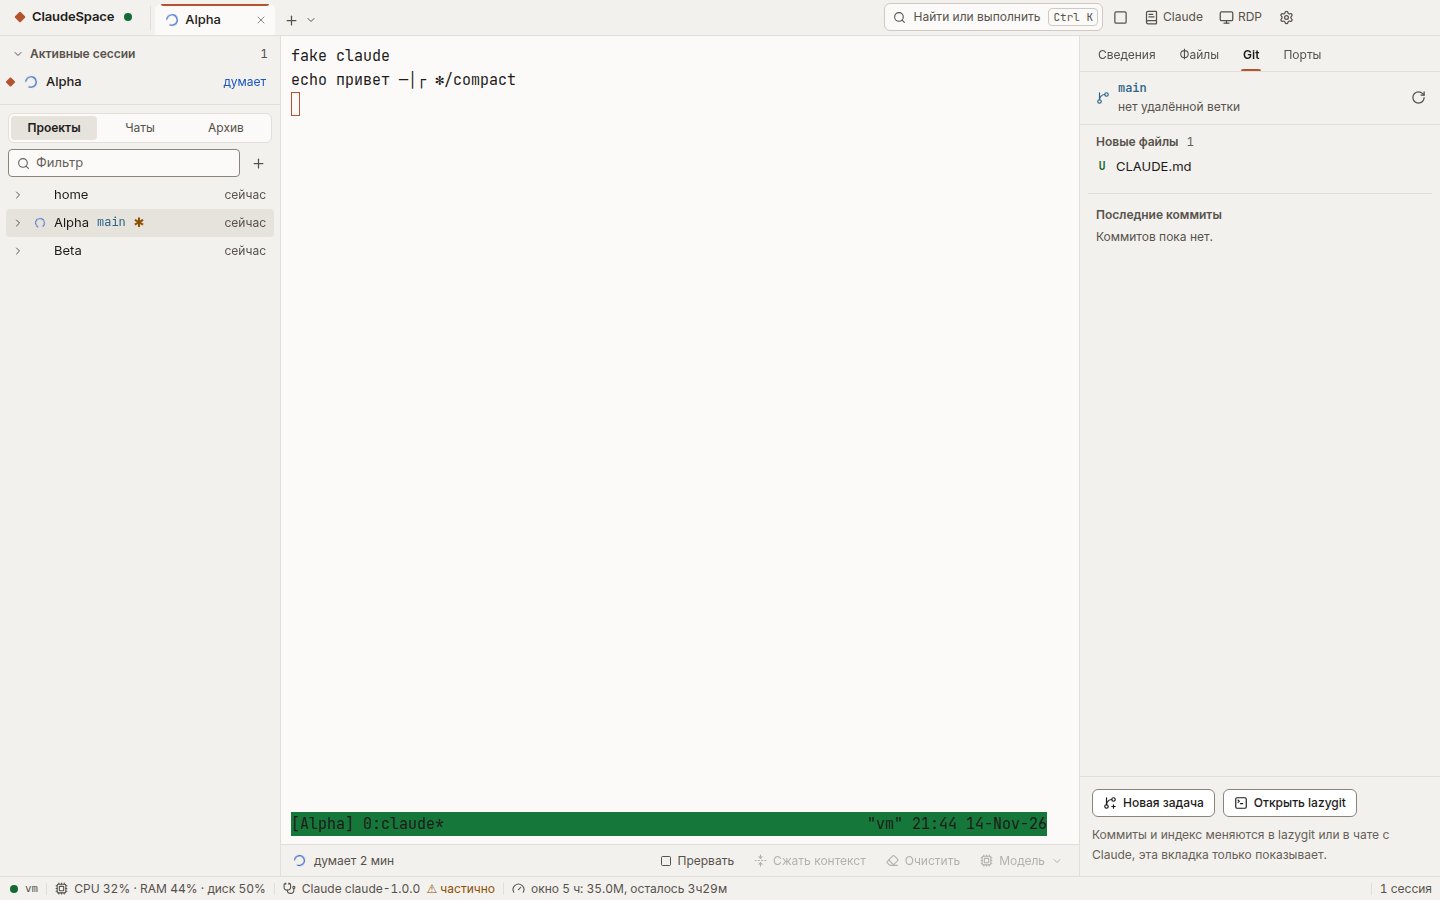 ClaudeSpace
Alpha
Найти или выполнить Ctrl K
Claude
RDP
Активные сессии 1
Alpha думает
Проекты Чаты Архив
Фильтр
home сейчас
Alpha main ✱ сейчас
Beta сейчас
fake claude
echo привет ─│┌ ✻/compact
[Alpha] 0:claude* "vm" 21:44 14-Nov-26
думает 2 мин
Прервать
Сжать контекст
Очистить
Модель
Сведения Файлы Git Порты
main
нет удалённой ветки
Новые файлы 1
U CLAUDE.md
Последние коммиты
Коммитов пока нет.
Новая задача
Открыть lazygit
Коммиты и индекс меняются в lazygit или в чате с
Claude, эта вкладка только показывает.
vm
CPU 32% · RAM 44% · диск 50%
Claude claude-1.0.0 ⚠ частично
окно 5 ч: 35.0M, осталось 3ч29м
1 сессия